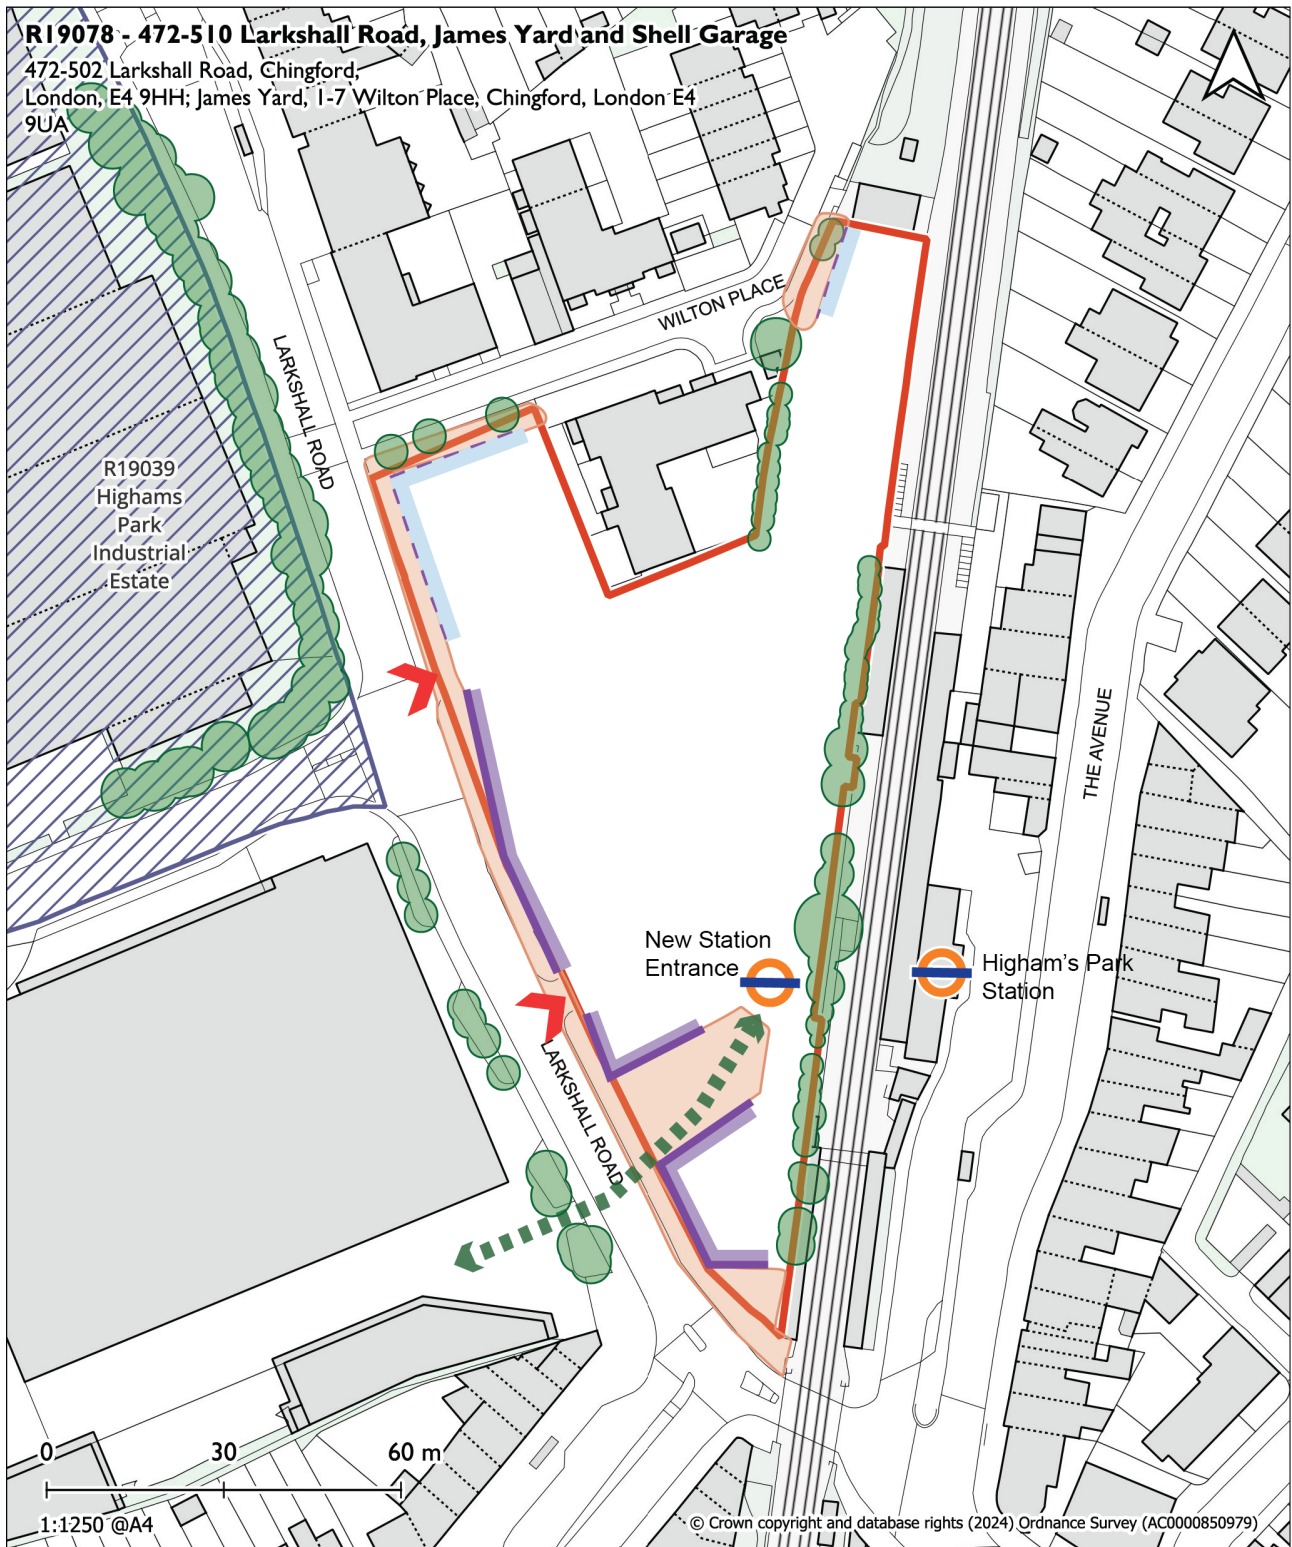 R19078 - 472-510 Larkshall Road, James Yard and Shell Garage
472-502 Larkshall Road, Chingford,
London, E4 9HH; James Yard, 1-7 Wilton Place, Chingford, London E4
9UA
WILTON PLACE
LARKSHALL ROAD
R19039
Highams
Park
Industrial
Estate
THE AVENUE
New Station
Entrance
Higham's Park
Station
LARKSHALL ROAD
0 30 60 m
1:1250 @A4
© Crown copyright and database rights (2024) Ordnance Survey (AC0000850979)